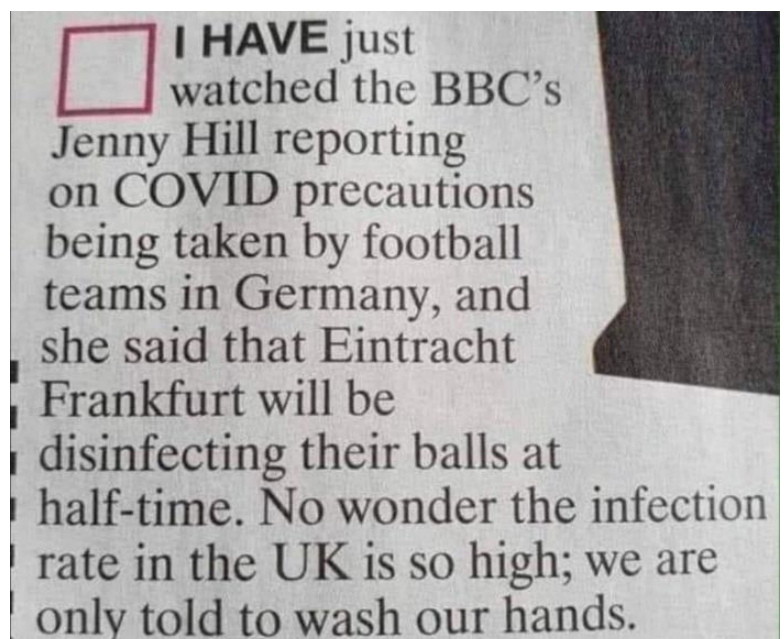 I HAVE just
watched the BBC's
Jenny Hill reporting
on COVID precautions
being taken by football
teams in Germany, and
she said that Eintracht
Frankfurt will be
disinfecting their balls at
half-time. No wonder the infection
rate in the UK is so high; we are
only told to wash our hands.